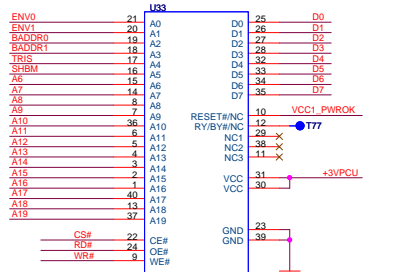 U33
ENV0 21 A0 D0 25 D0
ENV1 20 A1 D1 26 D1
BADDR0 19 A2 D2 27 D2
BADDR1 18 A3 D3 28 D3
TRIS 17 A4 D4 32 D4
SHBM 16 A5 D5 33 D5
A6 15 A6 D6 34 D6
A7 14 A7 D7 35 D7
A8 8 A8
A9 7 A9 RESET#/NC 10 VCC1_PWROK
A10 36 A10 RY/BY#/NC 12 T77
A11 6 A11 NC1 29
A12 5 A12 NC2 38
A13 4 A13 NC3 11
A14 3 A14
A15 2 A15 VCC 31 +3VPCU
A16 1 A16 VCC 30
A17 40 A17
A18 13 A18
A19 37 A19 GND 23
CS# 22 CE# GND 39
RD# 24 OE#
WR# 9 WE#